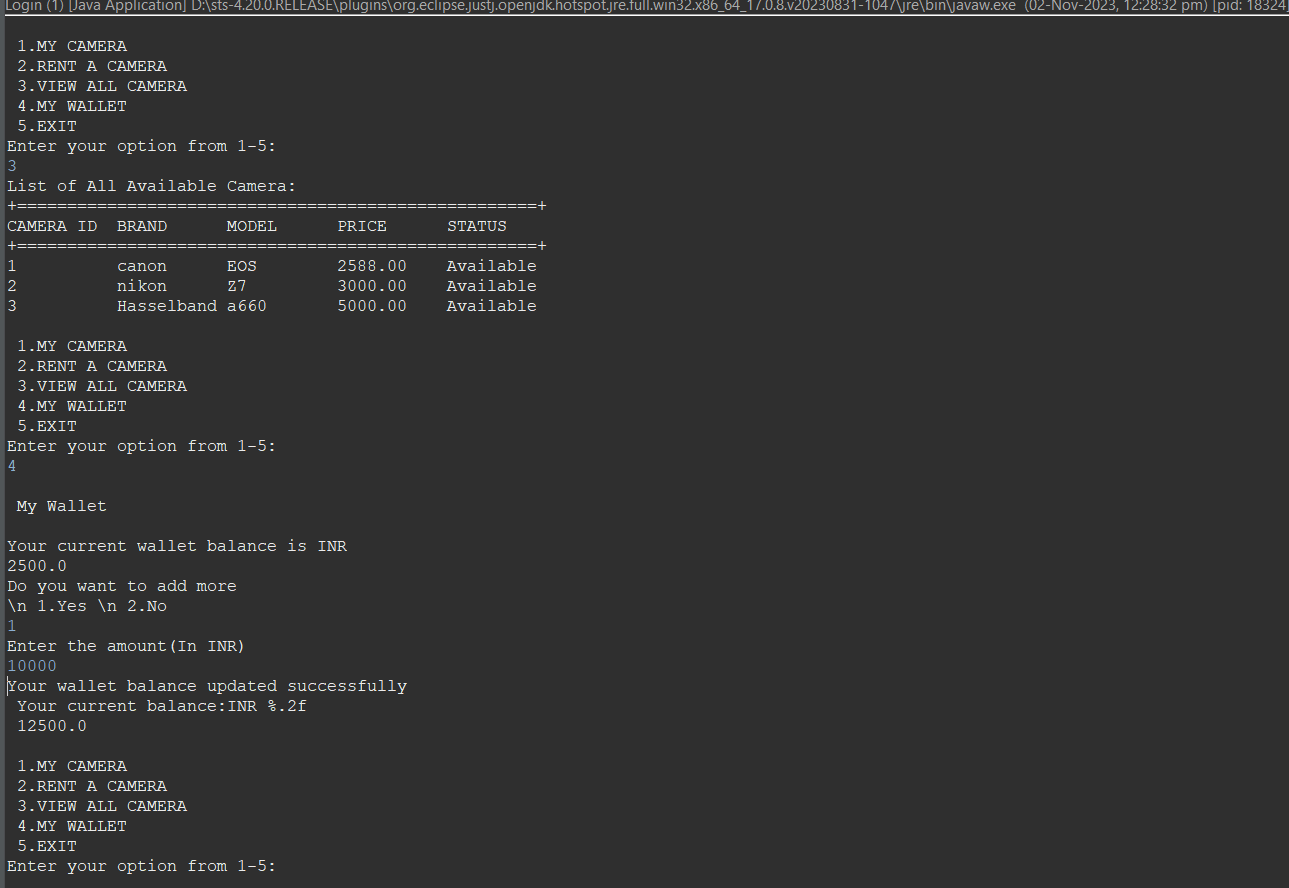 Login (1) [Java Application] D:\sts-4.20.0.RELEASE\plugins\org.eclipse.justj.openjdk.hotspot.jre.full.win32.x86_64_17.0.8.v20230831-1047\jre\bin\javaw.exe (02-Nov-2023, 12:28:32 pm) [pid: 18324]
1.MY CAMERA
2.RENT A CAMERA
3.VIEW ALL CAMERA
4.MY WALLET
5.EXIT
Enter your option from 1-5:
3
List of All Available Camera:
+====================================================+
CAMERA ID  BRAND      MODEL      PRICE      STATUS
+====================================================+
1          canon      EOS        2588.00    Available
2          nikon      Z7         3000.00    Available
3          Hasselband a660       5000.00    Available
1.MY CAMERA
2.RENT A CAMERA
3.VIEW ALL CAMERA
4.MY WALLET
5.EXIT
Enter your option from 1-5:
4
My Wallet
Your current wallet balance is INR
2500.0
Do you want to add more
\n 1.Yes \n 2.No
1
Enter the amount(In INR)
10000
Your wallet balance updated successfully
Your current balance:INR %.2f
12500.0
1.MY CAMERA
2.RENT A CAMERA
3.VIEW ALL CAMERA
4.MY WALLET
5.EXIT
Enter your option from 1-5: